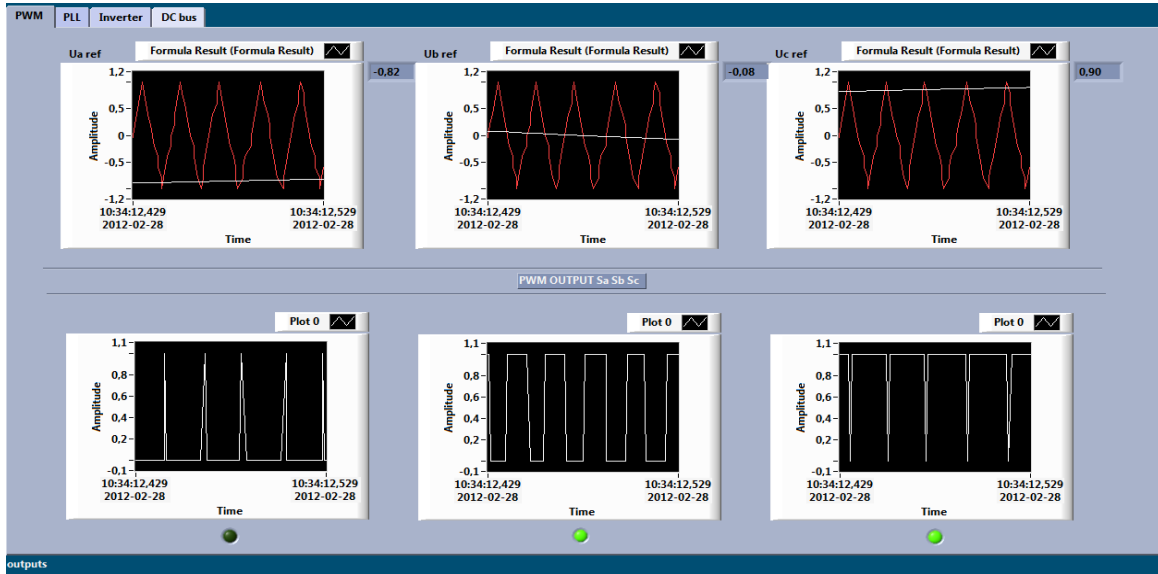 PWM PLL Inverter DC bus
Ua ref Formula Result (Formula Result) Ub ref Formula Result (Formula Result) Uc ref Formula Result (Formula Result)
-0,82 -0,08 0,90
1,2 1,2 1,2
0,5 0,5 0,5
0 0 0
-0,5 -0,5 -0,5
-1,2 -1,2 -1,2
Amplitude Amplitude Amplitude
10:34:12,429 10:34:12,529 10:34:12,429 10:34:12,529 10:34:12,429 10:34:12,529
2012-02-28 2012-02-28 2012-02-28 2012-02-28 2012-02-28 2012-02-28
Time Time Time
PWM OUTPUT Sa Sb Sc
Plot 0 Plot 0 Plot 0
1,1 1,1 1,1
0,8 0,8 0,8
0,6 0,6 0,6
0,4 0,4 0,4
0,2 0,2 0,2
-0,1 -0,1 -0,1
Amplitude Amplitude Amplitude
10:34:12,429 10:34:12,529 10:34:12,429 10:34:12,529 10:34:12,429 10:34:12,529
2012-02-28 2012-02-28 2012-02-28 2012-02-28 2012-02-28 2012-02-28
Time Time Time
outputs